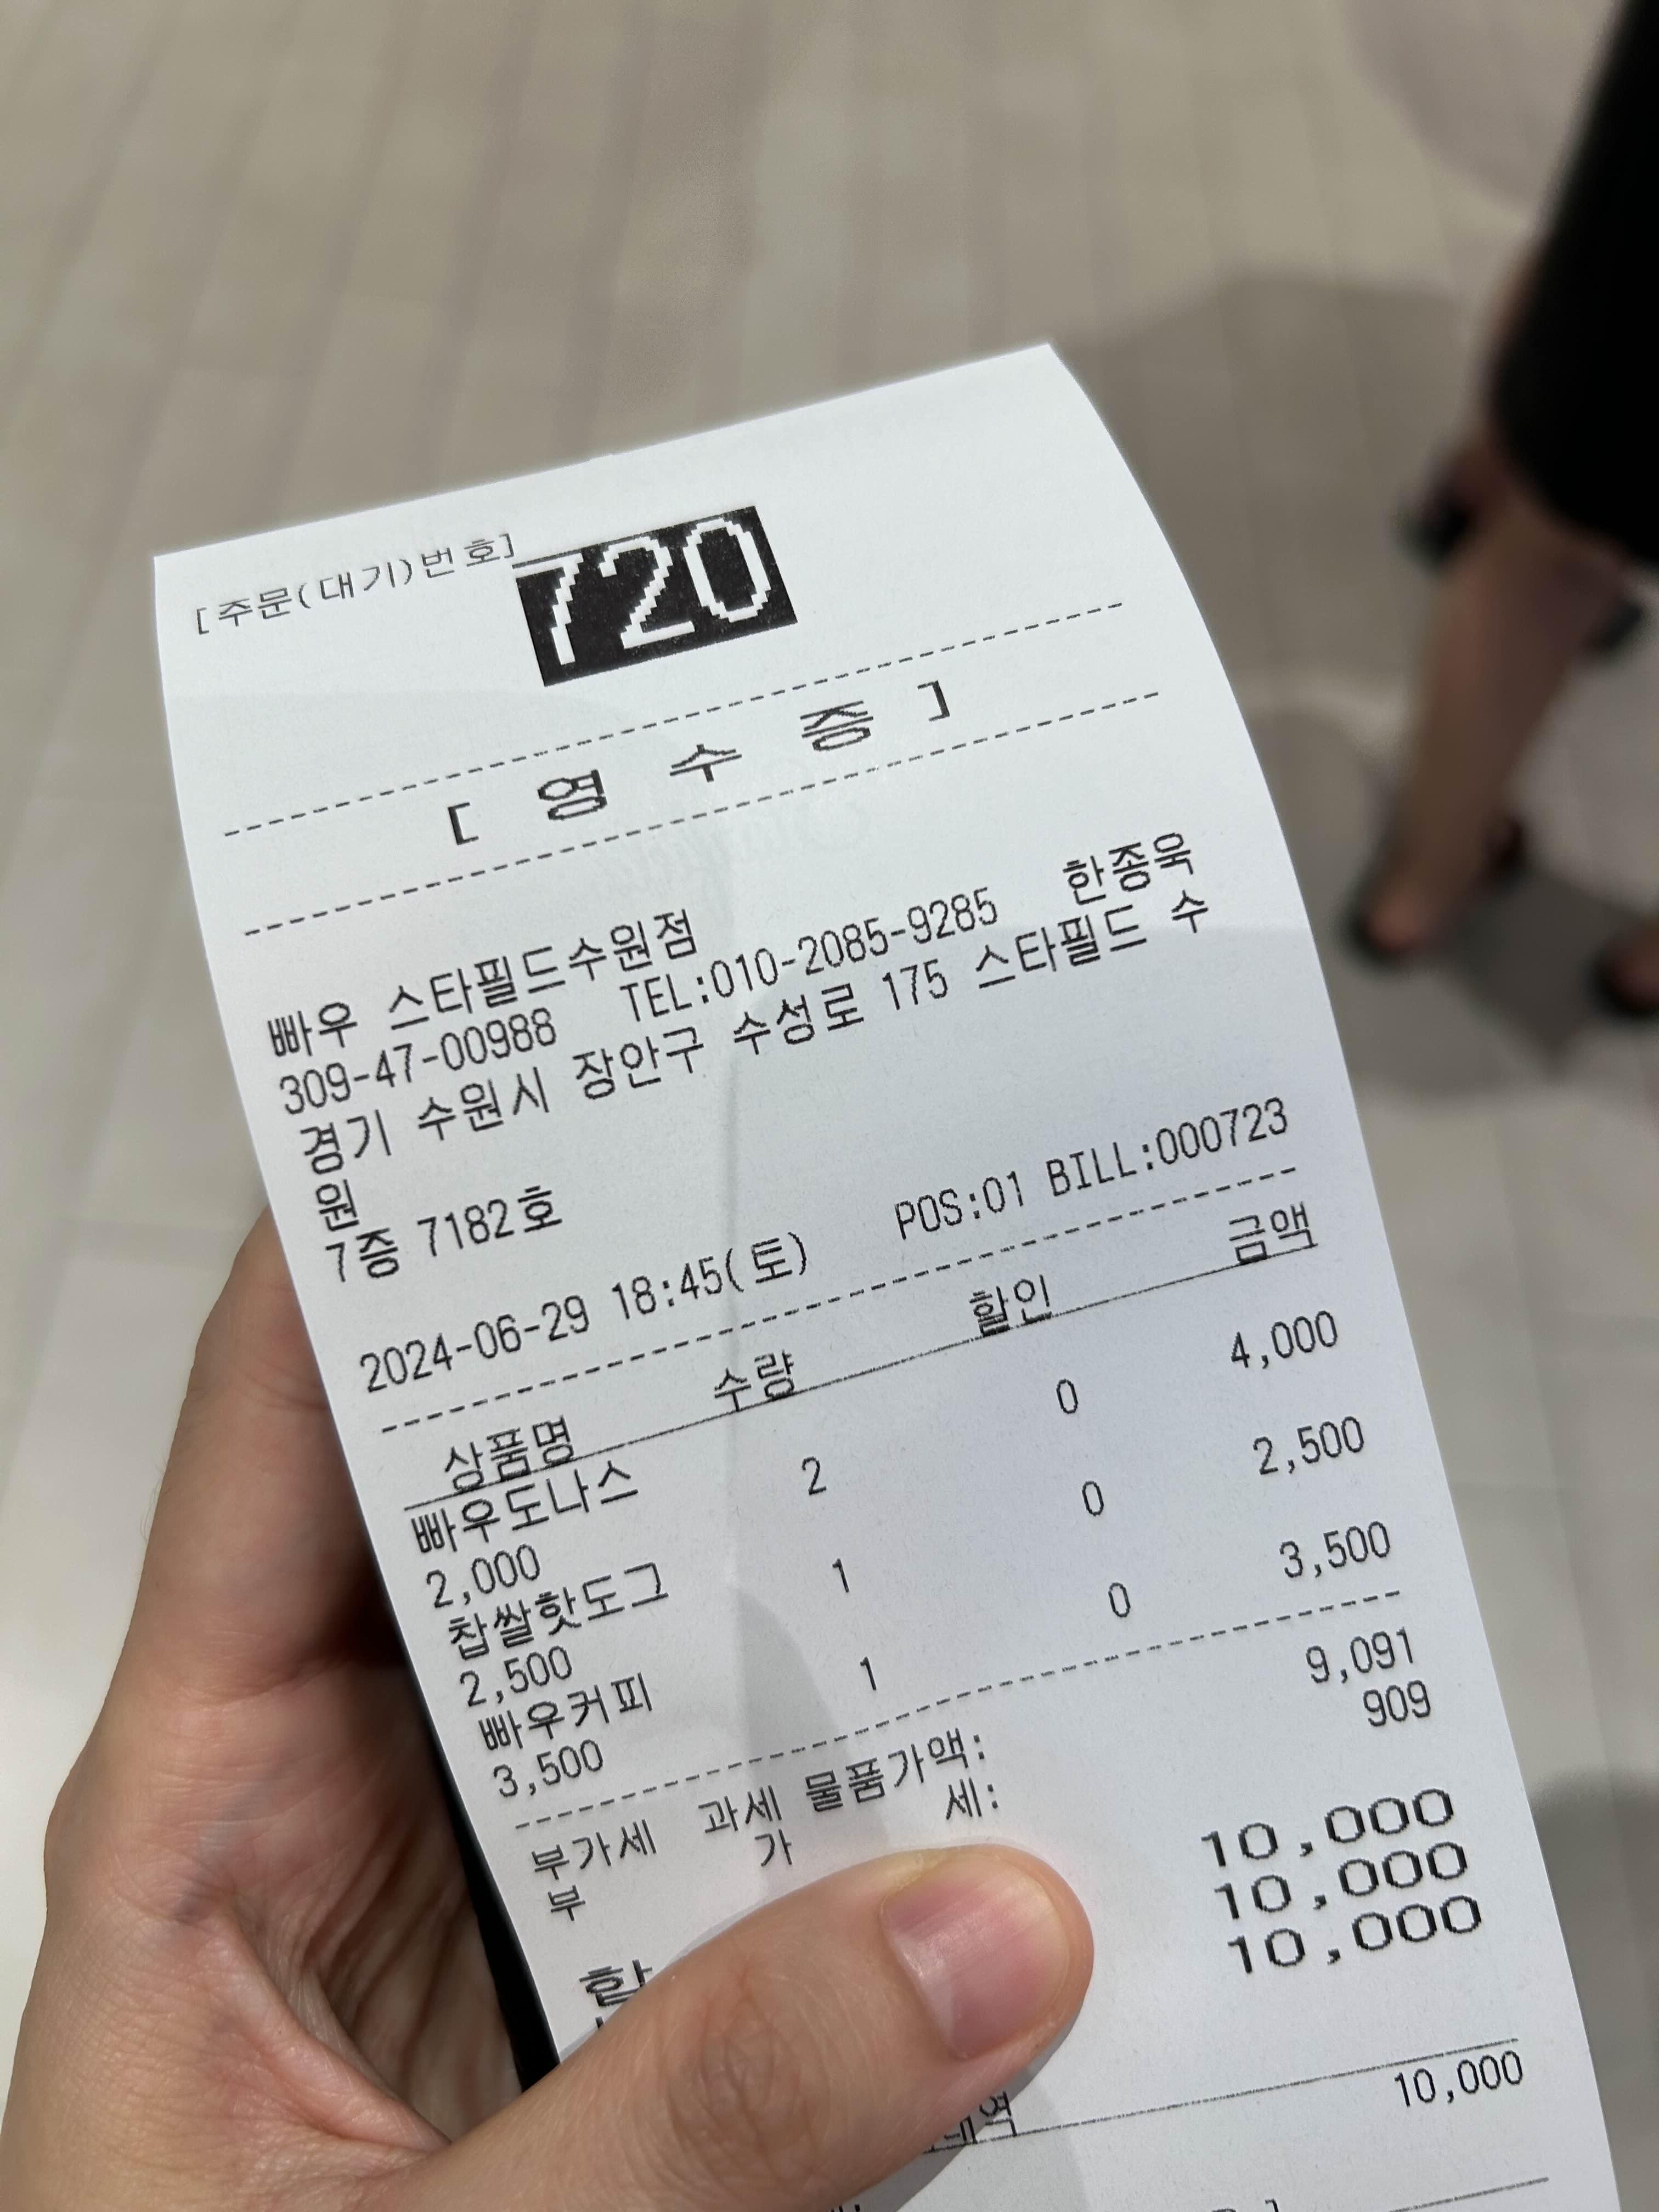 [주문(대기)번호] 720
[ 영 수 증 ]
빠우 스타필드수원점
309-47-00988 TEL:010-2085-9285 한종욱
경기 수원시 장안구 수성로 175 스타필드 수
원
7층 7182호
2024-06-29 18:45(토) POS:01 BILL:000723
상품명 수량 할인 금액
빠우도나스 2 0 4,000
2,000
찹쌀핫도그 1 0 2,500
2,500
빠우커피 1 0 3,500
3,500
부가세 과세 물품가액: 9,091
부 가 세: 909
합 10,000
10,000
10,000
내역 10,000